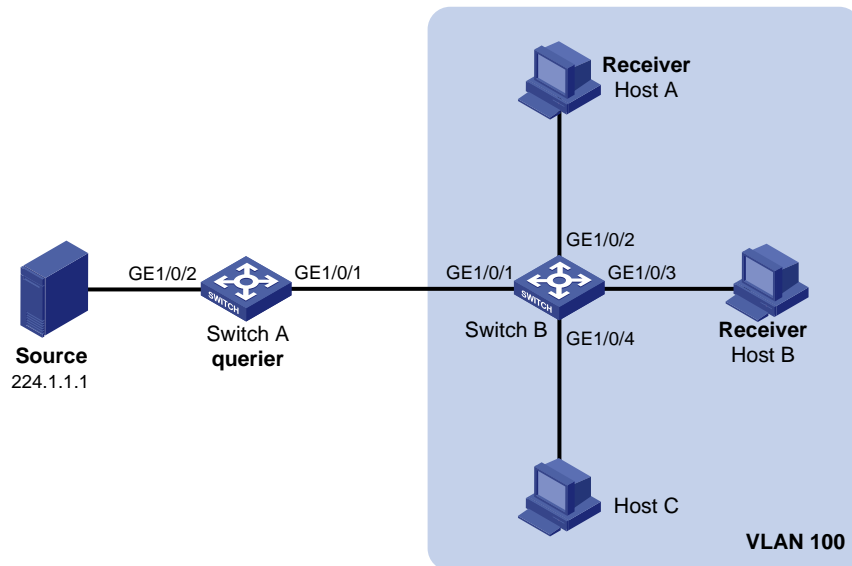 Receiver
Host A
GE1/0/2
GE1/0/2
GE1/0/1
GE1/0/1
GE1/0/3
SWITCH
SWITCH
Switch A
querier
Switch B
GE1/0/4
Receiver
Host B
Source
224.1.1.1
Host C
VLAN 100